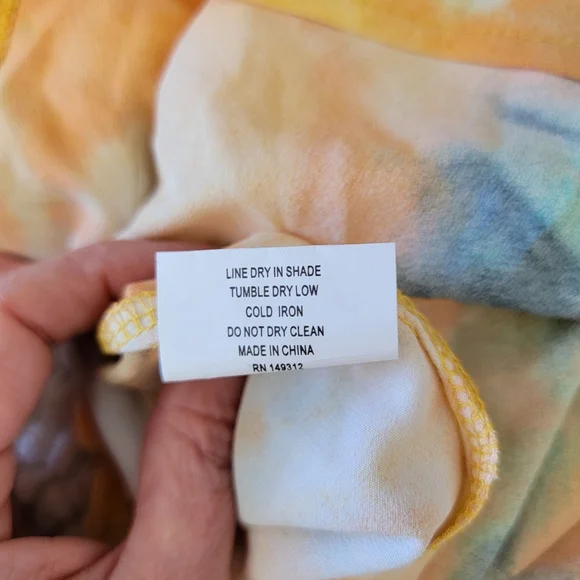 LINE DRY IN SHADE
TUMBLE DRY LOW
COLD IRON
DO NOT DRY CLEAN
MADE IN CHINA
RN 149312